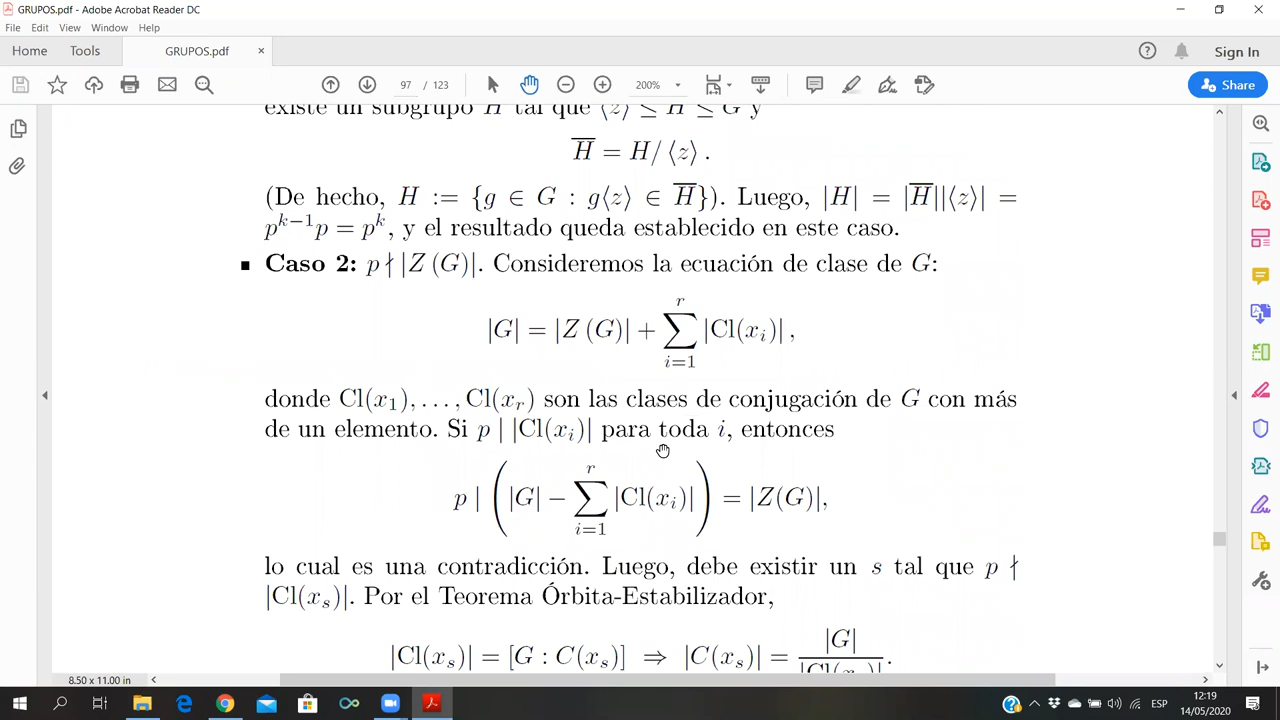 GRUPOS.pdf - Adobe Acrobat Reader DC
File Edit View Window Help
Home Tools GRUPOS.pdf × Sign In
97 / 123 200% Share
existe un subgrupo H tal que ⟨z⟩ ≤ H ≤ G y
H̅ = H/ ⟨z⟩ .
(De hecho, H := {g ∈ G : g⟨z⟩ ∈ H̅}). Luego, |H| = |H̅||⟨z⟩| =
p^{k−1}p = p^k, y el resultado queda establecido en este caso.
■ Caso 2: p ∤ |Z (G)|. Consideremos la ecuación de clase de G:
|G| = |Z (G)| + ∑_{i=1}^{r} |Cl(x_i)| ,
donde Cl(x₁), . . . , Cl(x_r) son las clases de conjugación de G con más
de un elemento. Si p | |Cl(x_i)| para toda i, entonces
p | (|G| − ∑_{i=1}^{r} |Cl(x_i)|) = |Z(G)|,
lo cual es una contradicción. Luego, debe existir un s tal que p ∤
|Cl(x_s)|. Por el Teorema Órbita-Estabilizador,
|Cl(x_s)| = [G : C(x_s)] ⇒ |C(x_s)| = |G| / |Cl(x_s)| .
8.50 x 11.00 in
ESP
12:19
14/05/2020